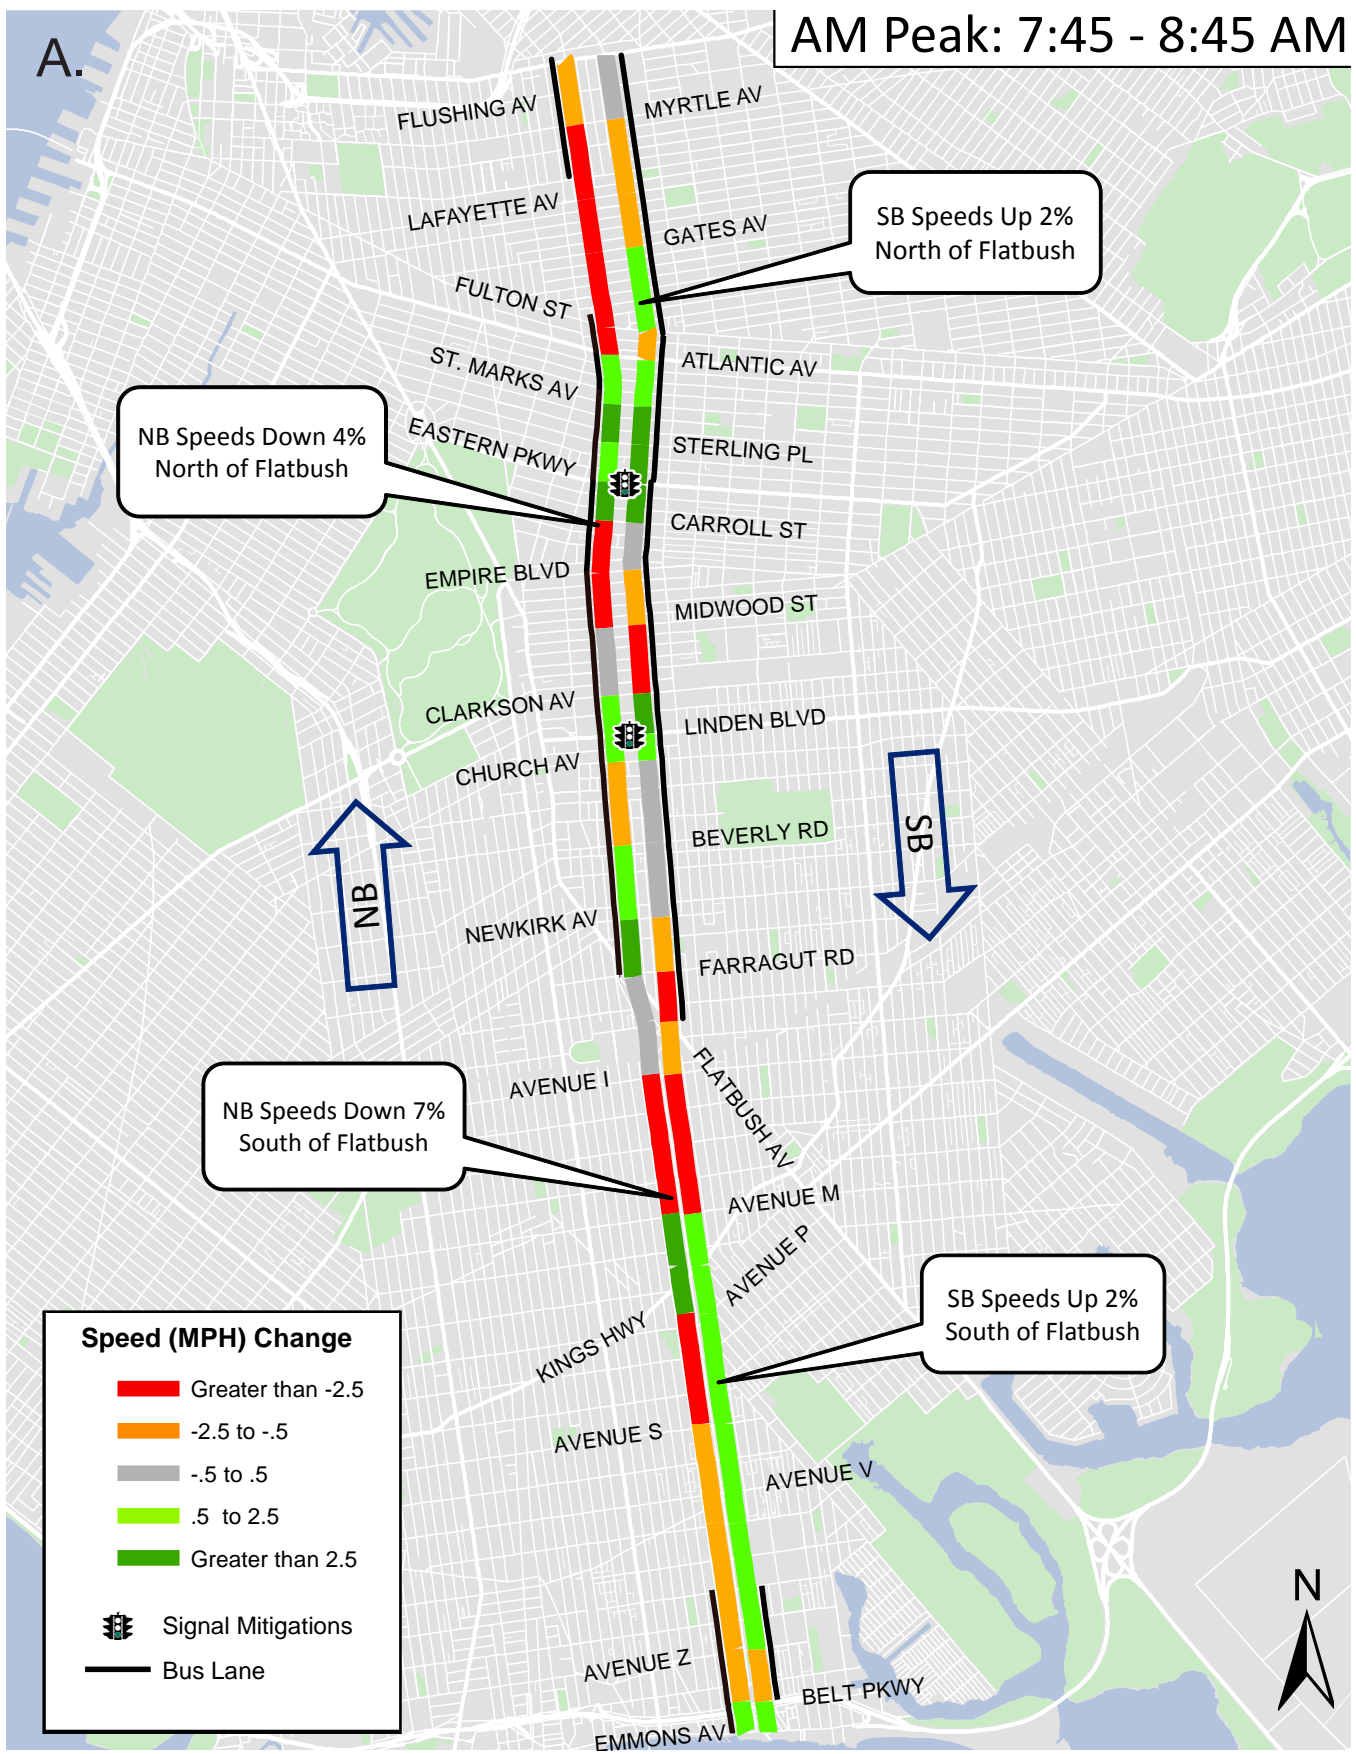 A.
AM Peak: 7:45 - 8:45 AM
FLUSHING AV
MYRTLE AV
LAFAYETTE AV
GATES AV
SB Speeds Up 2%
North of Flatbush
FULTON ST
ST. MARKS AV
ATLANTIC AV
NB Speeds Down 4%
North of Flatbush
EASTERN PKWY
STERLING PL
CARROLL ST
EMPIRE BLVD
MIDWOOD ST
CLARKSON AV
LINDEN BLVD
CHURCH AV
BEVERLY RD
SB
NB
NEWKIRK AV
FARRAGUT RD
FLATBUSH AV
AVENUE I
NB Speeds Down 7%
South of Flatbush
AVENUE M
AVENUE P
SB Speeds Up 2%
South of Flatbush
KINGS HWY
AVENUE S
AVENUE V
Speed (MPH) Change
Greater than -2.5
-2.5 to -.5
-.5 to .5
.5 to 2.5
Greater than 2.5
Signal Mitigations
Bus Lane
N
AVENUE Z
BELT PKWY
EMMONS AV